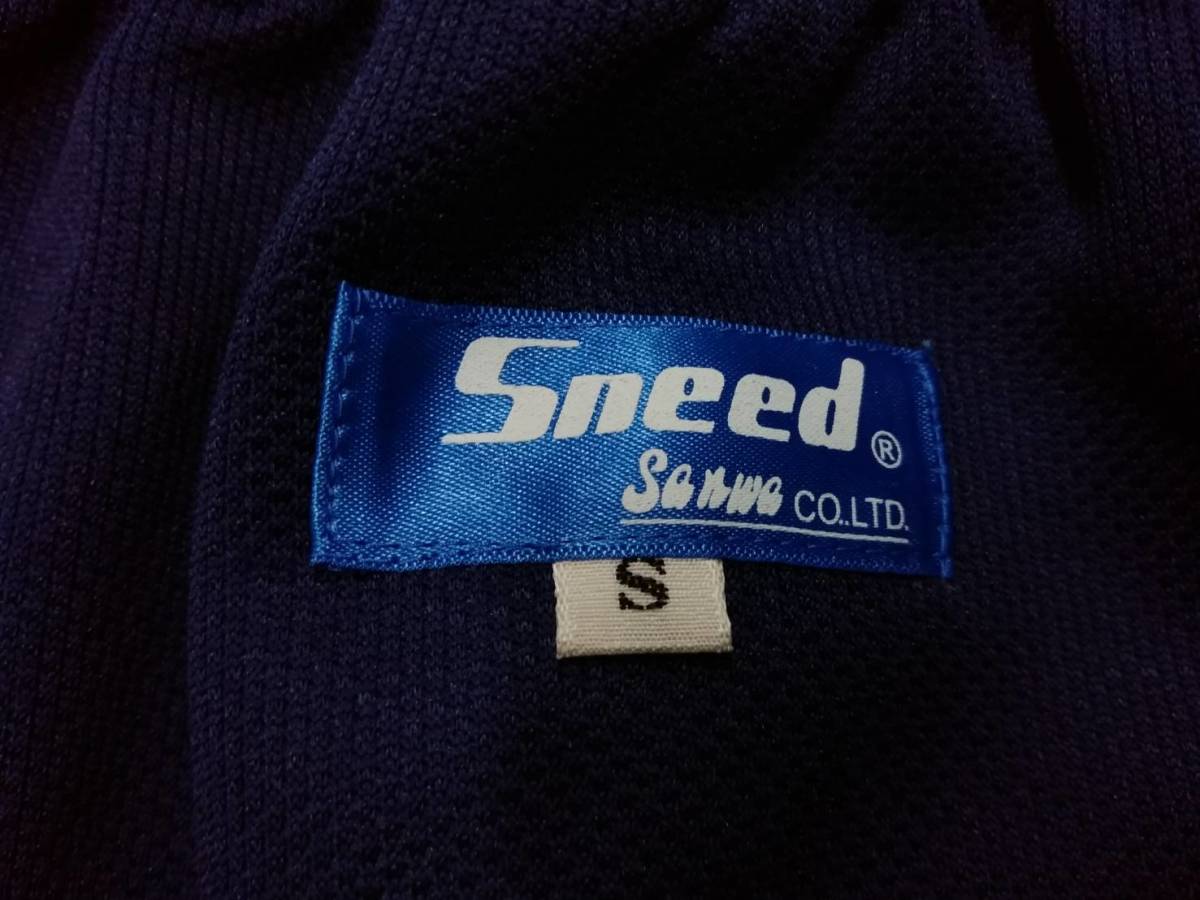 Sneed ®
Sanwa CO.,LTD.
S